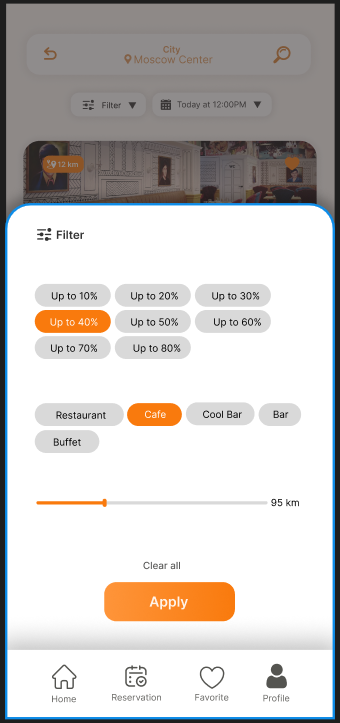 City
Moscow Center
Filter
Today at 12:00PM
12 km
Filter
Up to 10% Up to 20% Up to 30%
Up to 40% Up to 50% Up to 60%
Up to 70% Up to 80%
Restaurant Cafe Cool Bar Bar
Buffet
95 km
Clear all
Apply
Home Reservation Favorite Profile